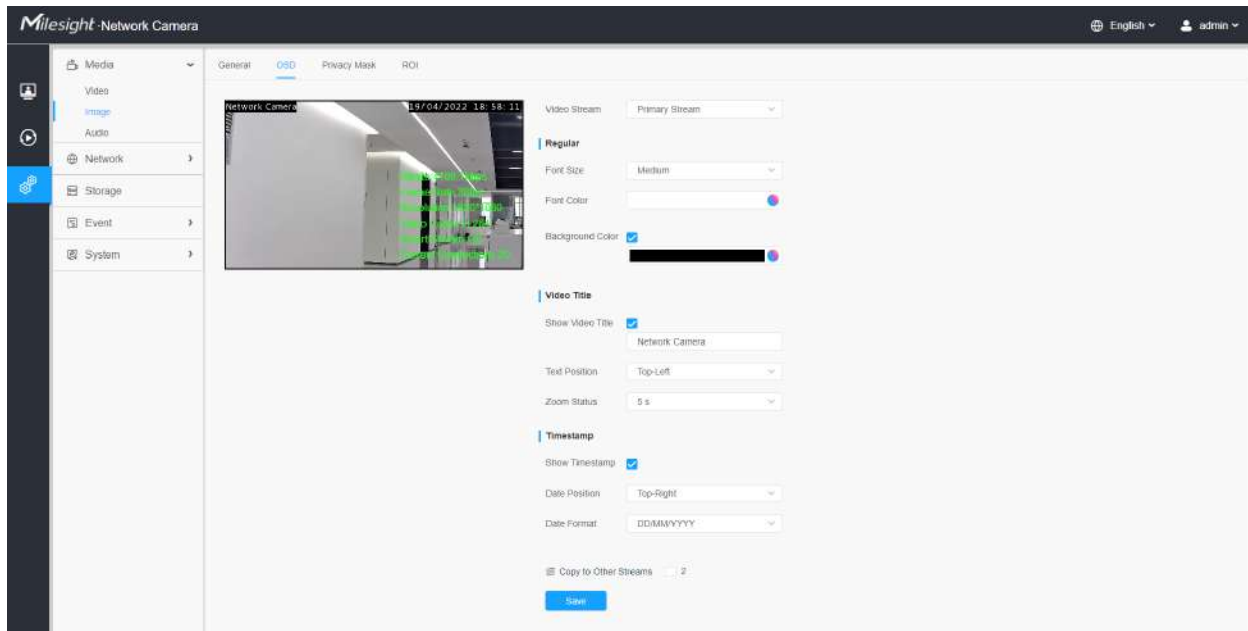 Milesight Network Camera
English
admin
Media
Video
Image
Audio
Network
Storage
Event
System
General
OSD
Privacy Mask
ROI
Network Camera
19/04/2022 18:58:11
Video Stream
Primary Stream
Regular
Font Size
Medium
Font Color
Background Color
Video Title
Show Video Title
Network Camera
Text Position
Top-Left
Zoom Status
5 s
Timestamp
Show Timestamp
Date Position
Top-Right
Date Format
DD/MM/YYYY
Copy to Other Streams
2
Save